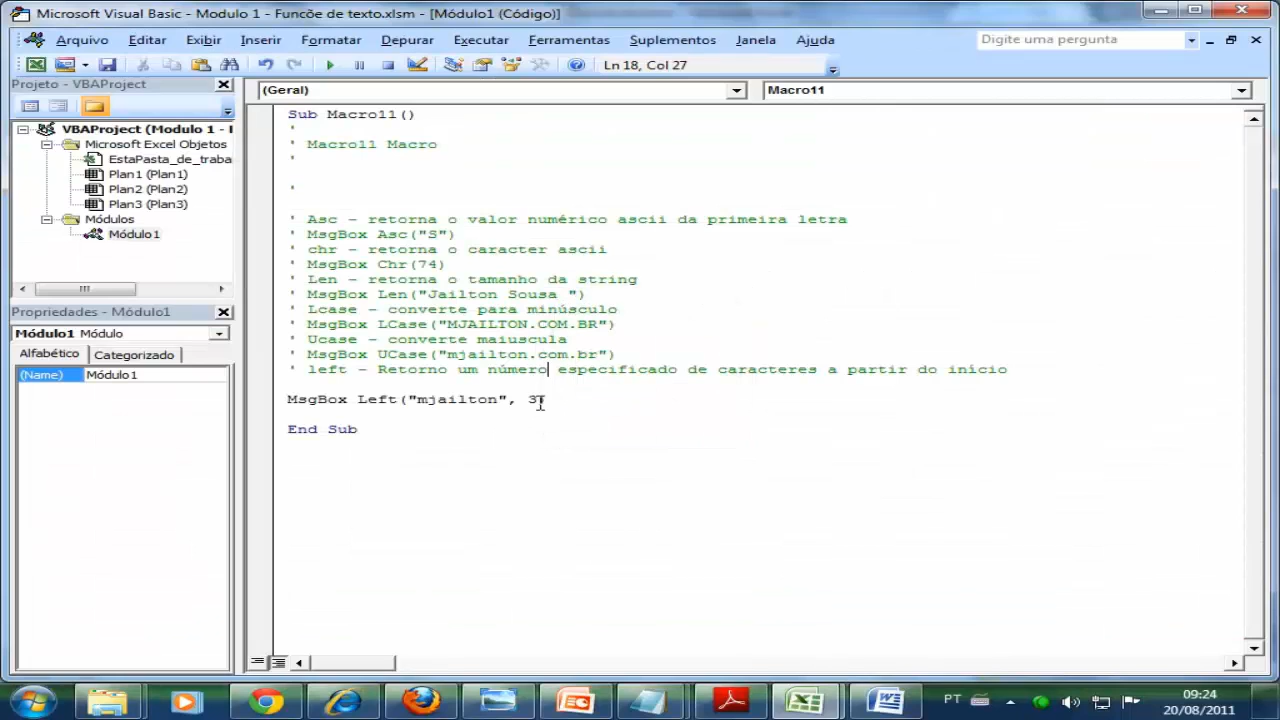 Microsoft Visual Basic - Modulo 1 - Funcõe de texto.xlsm - [Módulo1 (Código)]
Arquivo Editar Exibir Inserir Formatar Depurar Executar Ferramentas Suplementos Janela Ajuda
Digite uma pergunta
Ln 18, Col 27
Projeto - VBAProject
VBAProject (Modulo 1 -
Microsoft Excel Objetos
EstaPasta_de_traba
Plan1 (Plan1)
Plan2 (Plan2)
Plan3 (Plan3)
Módulos
Módulo1
Propriedades - Módulo1
Módulo1 Módulo
Alfabético Categorizado
(Name) Módulo1
(Geral)
Macro11
Sub Macro11()
'
' Macro11 Macro
'
'
' Asc - retorna o valor numérico ascii da primeira letra
' MsgBox Asc("S")
' chr - retorna o caracter ascii
' MsgBox Chr(74)
' Len - retorna o tamanho da string
' MsgBox Len("Jailton Sousa ")
' Lcase - converte para minúsculo
' MsgBox LCase("MJAILTON.COM.BR")
' Ucase - converte maiuscula
' MsgBox UCase("mjailton.com.br")
' left - Retorno um número especificado de caracteres a partir do início
MsgBox Left("mjailton", 3)
End Sub
PT
09:24
20/08/2011